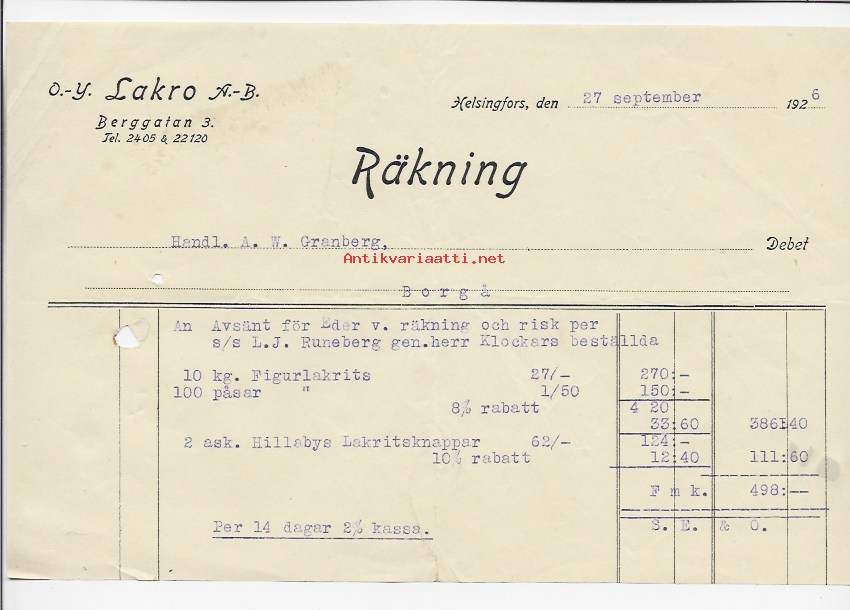 O.-Y. Lakro A.-B.
Berggatan 3.
Tel. 2405 & 22120
Helsingfors, den 27 september 1926
Räkning
Handl. A. W. Granberg, Debet
Antikvariaatti.net
Borgå
An Avsänt för Eder v. räkning och risk per
s/s L.J. Runeberg gen.herr Klockars beställda
10 kg. Figurlakrits 27/- 270:-
100 påsar " 1/50 150:-
8% rabatt 4 20
33:60 386:40
2 ask. Hillebys Lakritsknappar 62/- 124:-
10% rabatt 12:40 111:60
F m k. 498:--
Per 14 dagar 2% kassa. S. E. & O.